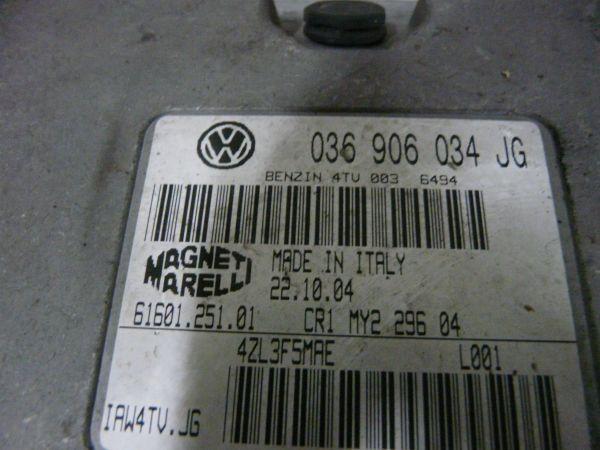 036 906 034 JG
BENZIN 4TV 003 6494
MAGNETI MARELLI
MADE IN ITALY
22.10.04
61601.251.01 CR1 MY2 296 04
4ZL3F5MAE L001
IAW4TV.JG